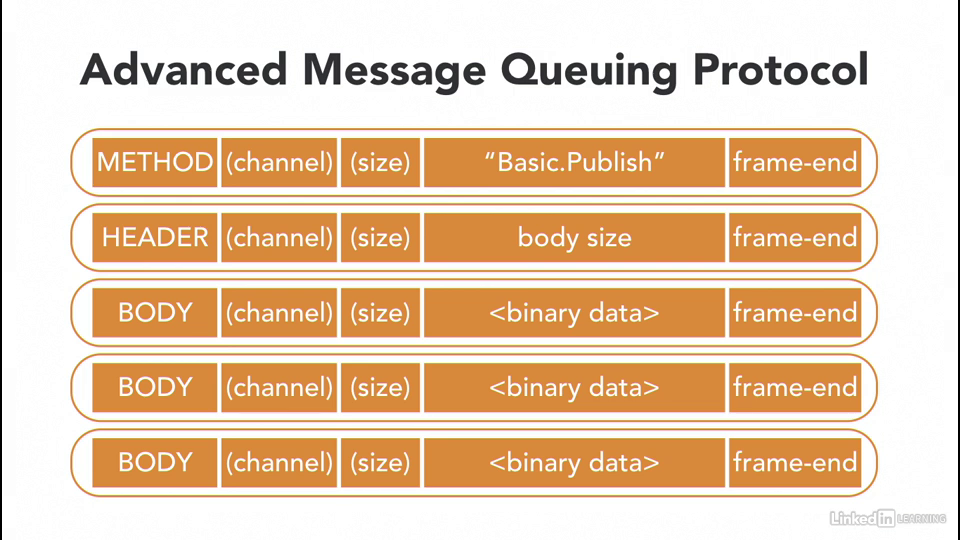 Advanced Message Queuing Protocol
METHOD (channel) (size) “Basic.Publish” frame-end
HEADER (channel) (size) body size frame-end
BODY (channel) (size) <binary data> frame-end
BODY (channel) (size) <binary data> frame-end
BODY (channel) (size) <binary data> frame-end
Linked in LEARNING